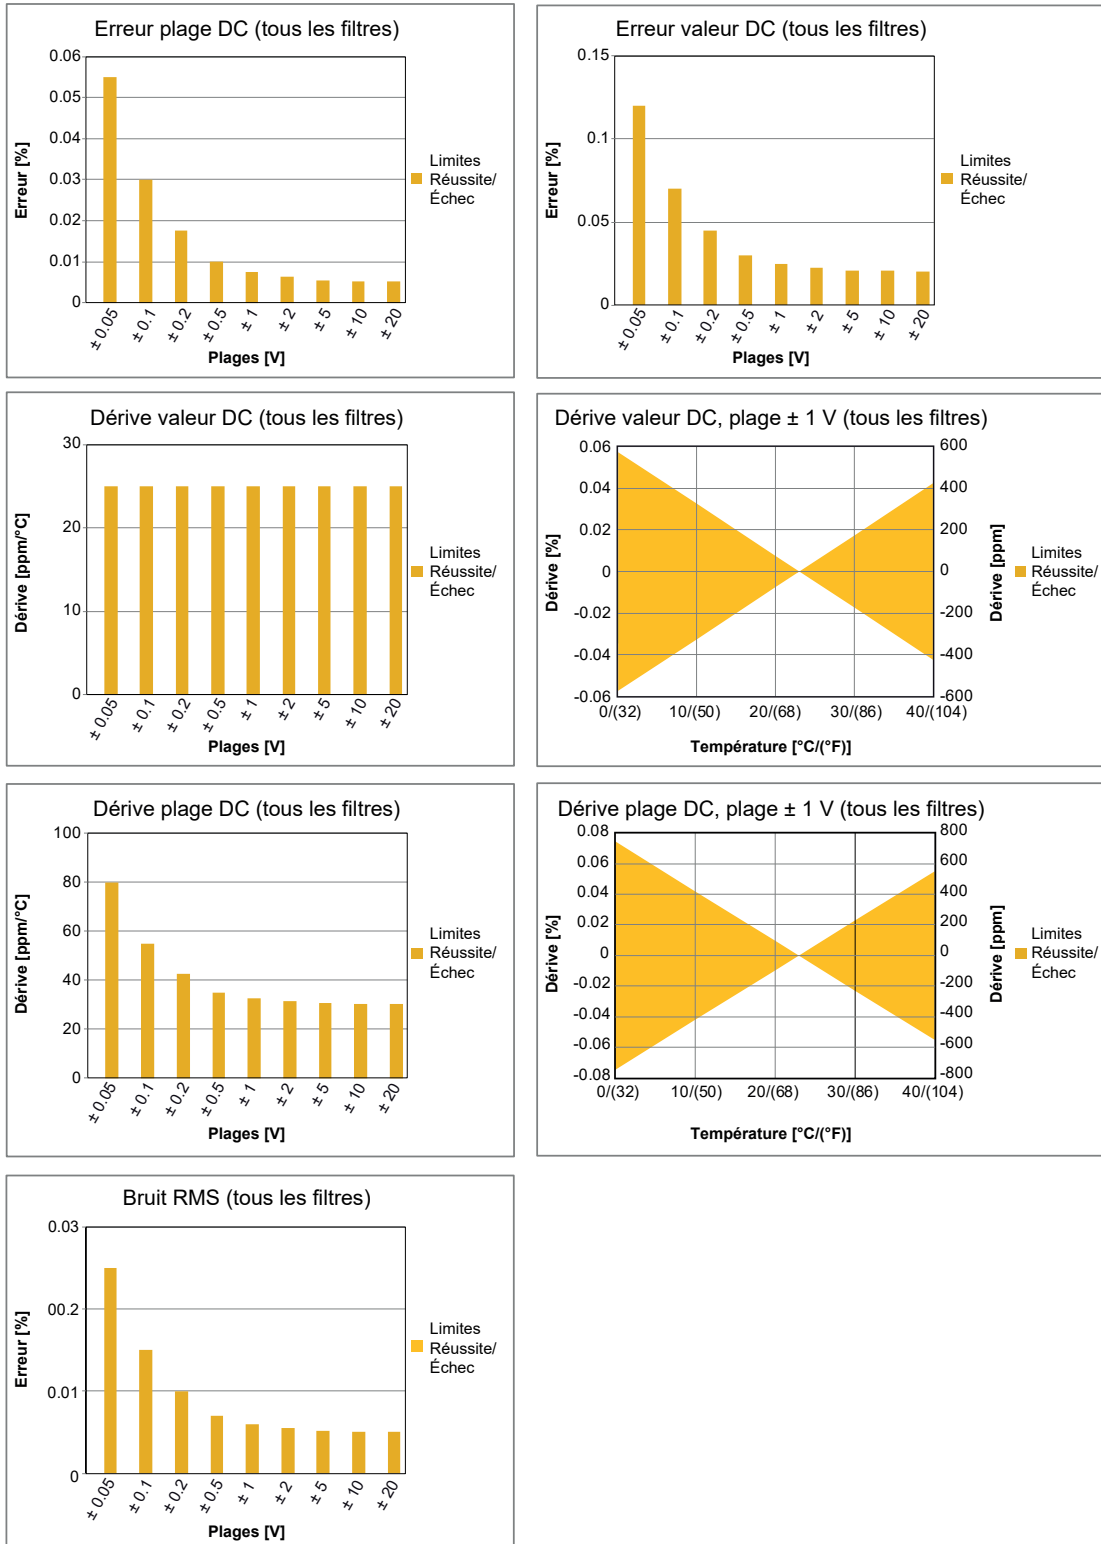 Erreur plage DC (tous les filtres)
0.06
0.05
0.04
0.03
0.02
0.01
0
Erreur [%]
± 0.05
± 0.1
± 0.2
± 0.5
± 1
± 2
± 5
± 10
± 20
Plages [V]
Limites
Réussite/
Échec
Erreur valeur DC (tous les filtres)
0.15
0.1
0.05
0
Erreur [%]
± 0.05
± 0.1
± 0.2
± 0.5
± 1
± 2
± 5
± 10
± 20
Plages [V]
Limites
Réussite/
Échec
Dérive valeur DC (tous les filtres)
30
20
10
0
Dérive [ppm/°C]
± 0.05
± 0.1
± 0.2
± 0.5
± 1
± 2
± 5
± 10
± 20
Plages [V]
Limites
Réussite/
Échec
Dérive valeur DC, plage ± 1 V (tous les filtres)
0.06
0.04
0.02
0
-0.02
-0.04
-0.06
Dérive [%]
600
400
200
0
-200
-400
-600
Dérive [ppm]
0/(32)
10/(50)
20/(68)
30/(86)
40/(104)
Température [°C/(°F)]
Limites
Réussite/
Échec
Dérive plage DC (tous les filtres)
100
80
60
40
20
0
Dérive [ppm/°C]
± 0.05
± 0.1
± 0.2
± 0.5
± 1
± 2
± 5
± 10
± 20
Plages [V]
Limites
Réussite/
Échec
Dérive plage DC, plage ± 1 V (tous les filtres)
0.08
0.06
0.04
0.02
0
-0.02
-0.04
-0.06
-0.08
Dérive [%]
800
600
400
200
0
-200
-400
-600
-800
Dérive [ppm]
0/(32)
10/(50)
20/(68)
30/(86)
40/(104)
Température [°C/(°F)]
Limites
Réussite/
Échec
Bruit RMS (tous les filtres)
0.03
00.2
0.01
0
Erreur [%]
± 0.05
± 0.1
± 0.2
± 0.5
± 1
± 2
± 5
± 10
± 20
Plages [V]
Limites
Réussite/
Échec